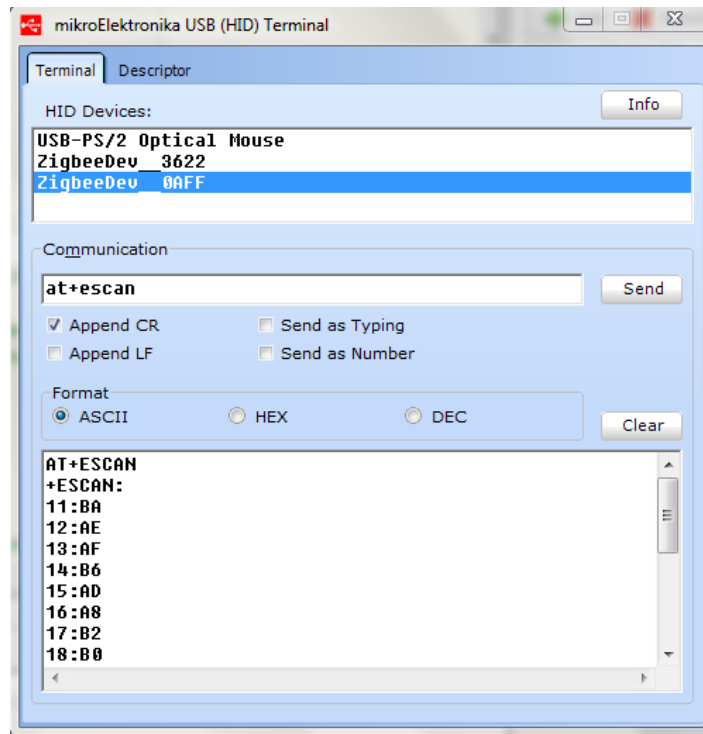 mikroElektronika USB (HID) Terminal
Terminal Descriptor
HID Devices: Info
USB-PS/2 Optical Mouse
ZigbeeDev__3622
ZigbeeDev__0AFF
Communication
at+escan Send
Append CR Send as Typing
Append LF Send as Number
Format
ASCII HEX DEC Clear
AT+ESCAN
+ESCAN:
11:BA
12:AE
13:AF
14:B6
15:AD
16:A8
17:B2
18:B0